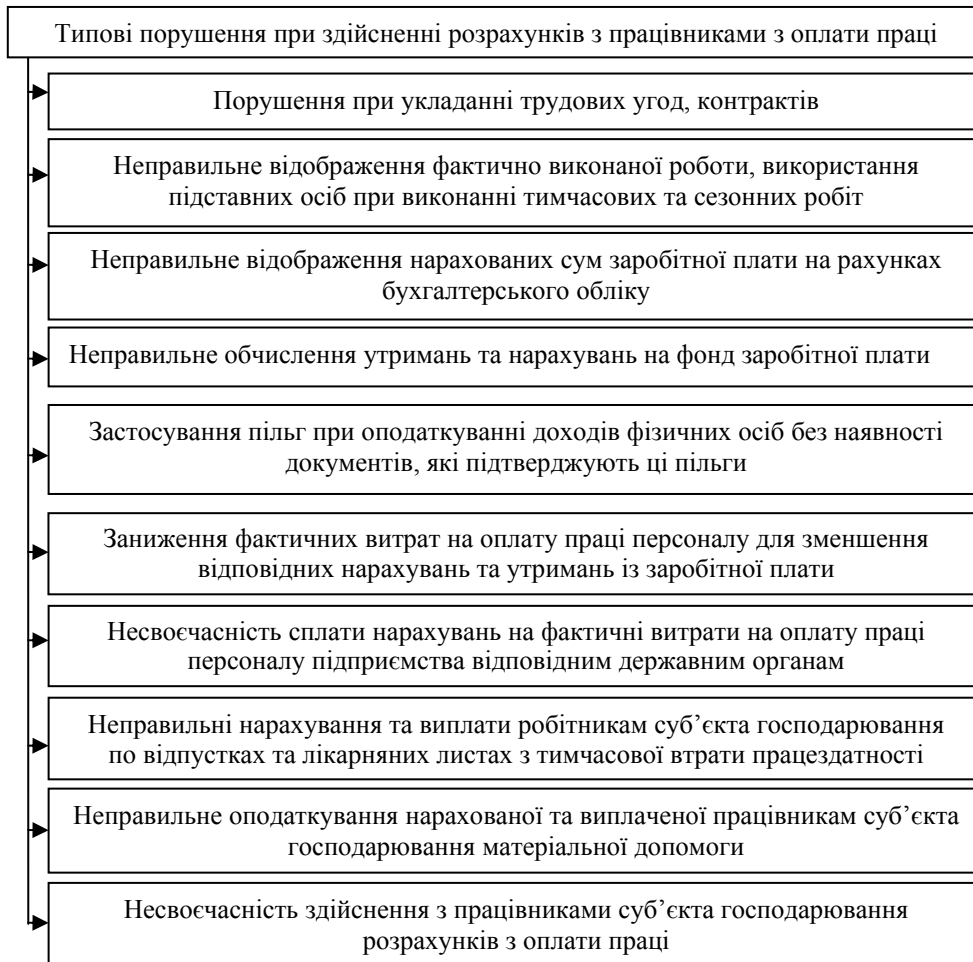 Типові порушення при здійсненні розрахунків з працівниками з оплати праці
Порушення при укладанні трудових угод, контрактів
Неправильне відображення фактично виконаної роботи, використання
підставних осіб при виконанні тимчасових та сезонних робіт
Неправильне відображення нарахованих сум заробітної плати на рахунках
бухгалтерського обліку
Неправильне обчислення утримань та нарахувань на фонд заробітної плати
Застосування пільг при оподаткуванні доходів фізичних осіб без наявності
документів, які підтверджують ці пільги
Заниження фактичних витрат на оплату праці персоналу для зменшення
відповідних нарахувань та утримань із заробітної плати
Несвоєчасність сплати нарахувань на фактичні витрати на оплату праці
персоналу підприємства відповідним державним органам
Неправильні нарахування та виплати робітникам суб’єкта господарювання
по відпустках та лікарняних листах з тимчасової втрати працездатності
Неправильне оподаткування нарахованої та виплаченої працівникам суб’єкта
господарювання матеріальної допомоги
Несвоєчасність здійснення з працівниками суб’єкта господарювання
розрахунків з оплати праці